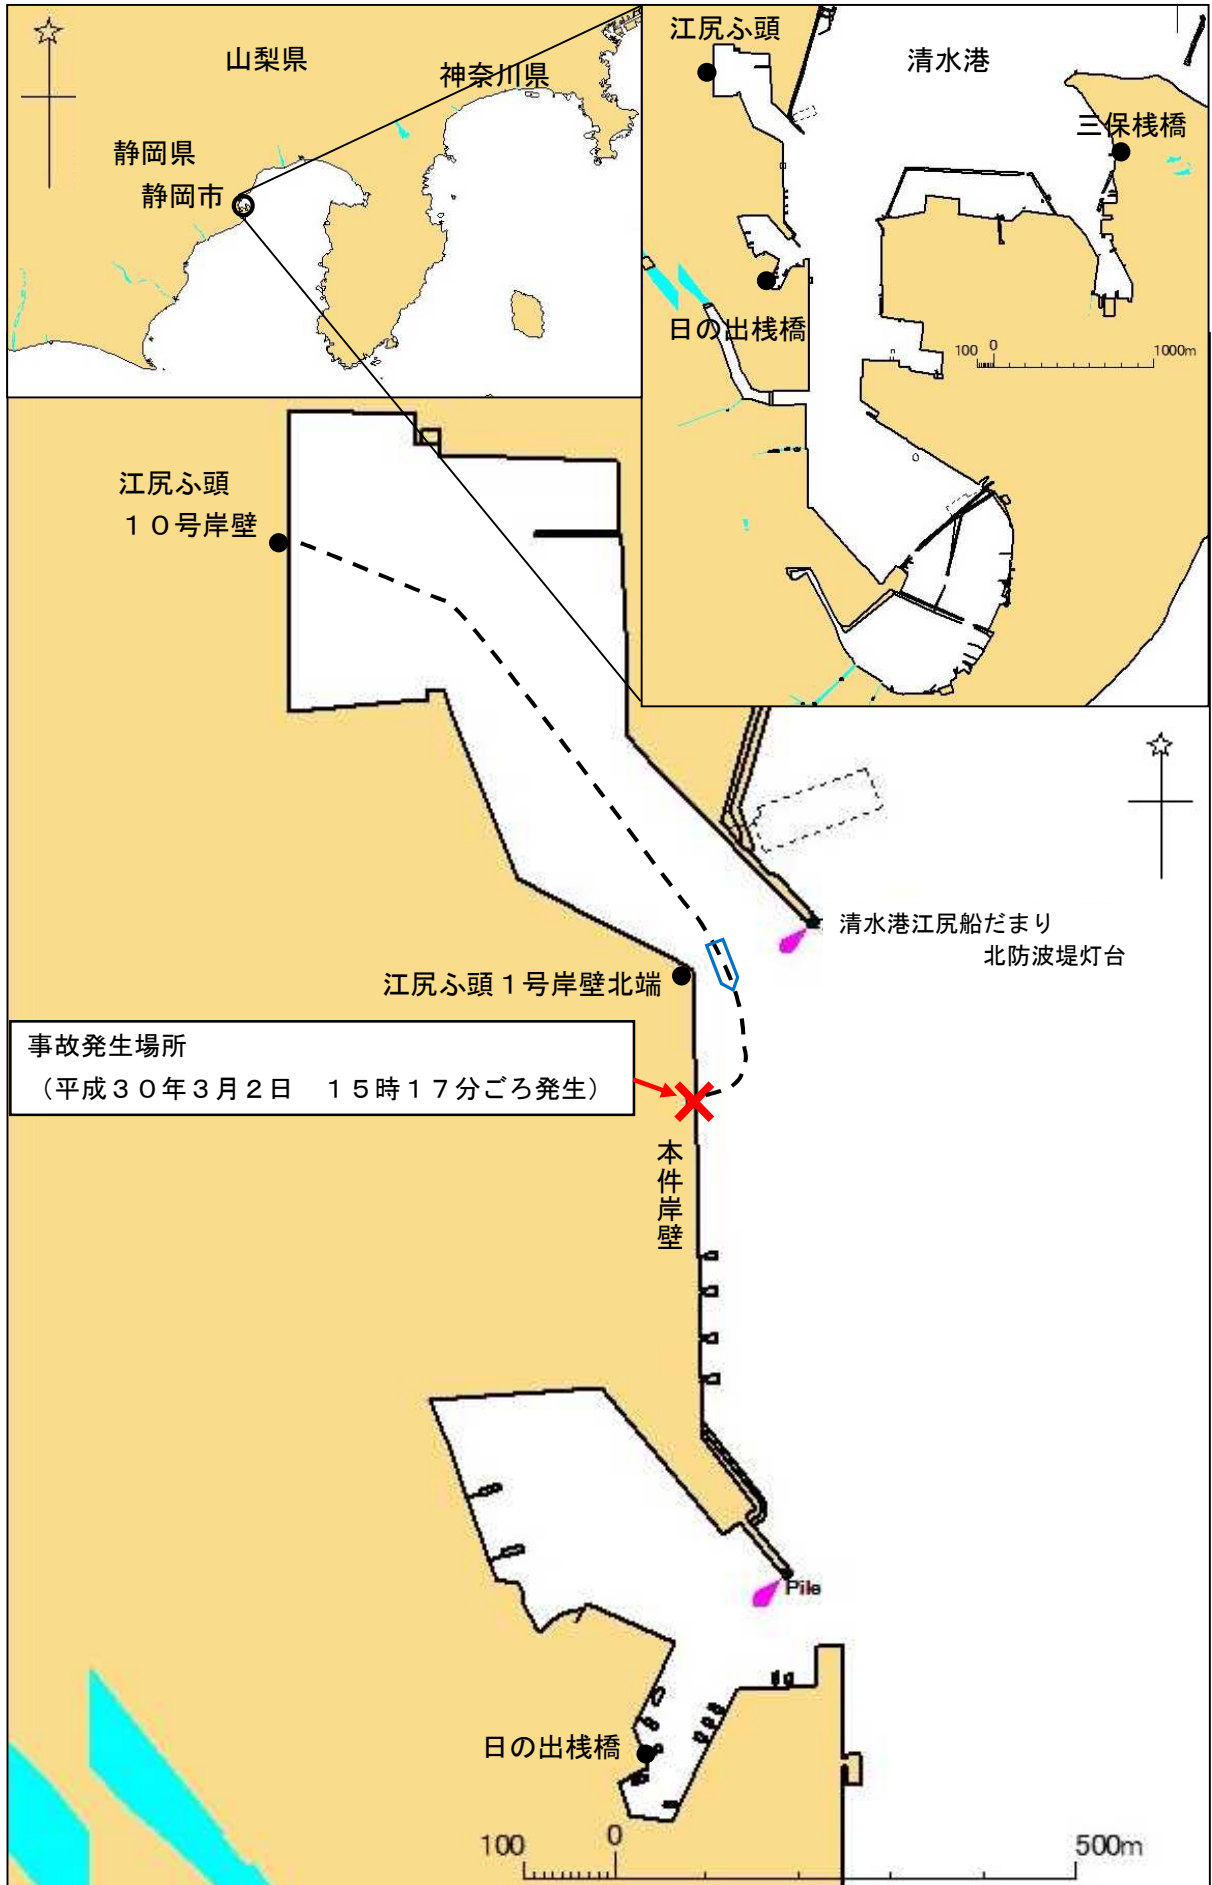 山梨県
神奈川県
静岡県
静岡市
江尻ふ頭
清水港
三保桟橋
日の出桟橋
100 0 1000m
江尻ふ頭
１０号岸壁
清水港江尻船だまり
北防波堤灯台
江尻ふ頭１号岸壁北端
事故発生場所
（平成３０年３月２日　１５時１７分ごろ発生）
本件岸壁
Pile
日の出桟橋
100 0 500m